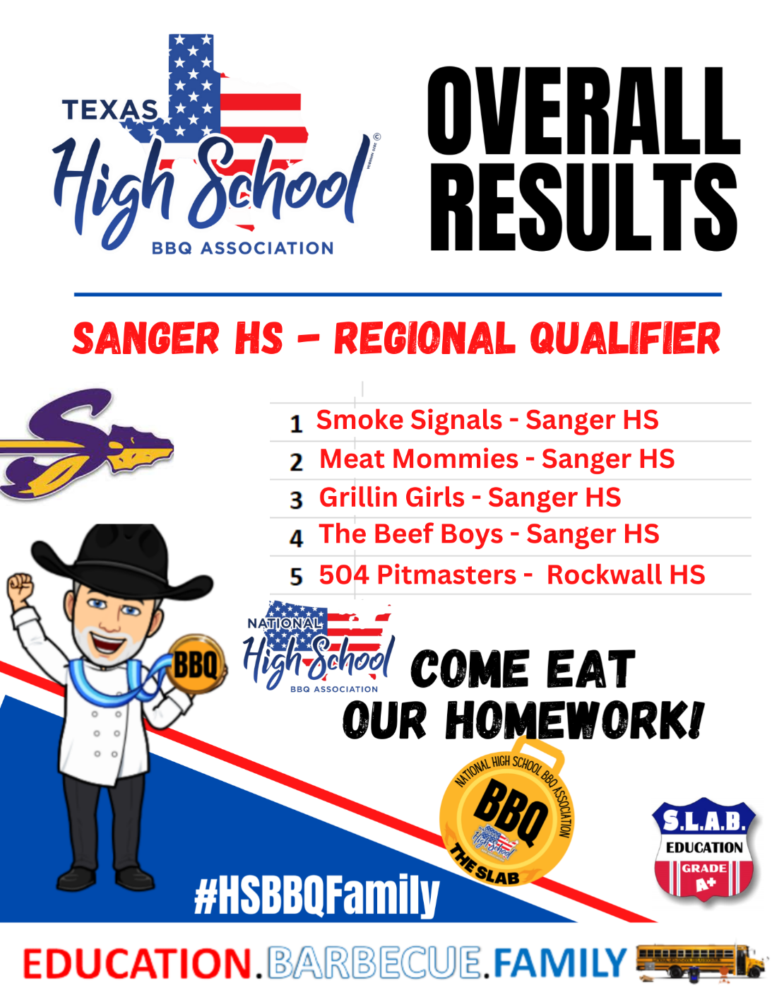 TEXAS
High School
BBQ ASSOCIATION
OVERALL
RESULTS
SANGER HS - REGIONAL QUALIFIER
1 Smoke Signals - Sanger HS
2 Meat Mommies - Sanger HS
3 Grillin Girls - Sanger HS
4 The Beef Boys - Sanger HS
5 504 Pitmasters - Rockwall HS
BBQ
NATIONAL
High School
BBQ ASSOCIATION
COME EAT
OUR HOMEWORK!
NATIONAL HIGH SCHOOL BBQ ASSOCIATION
BBQ
High School
THE SLAB
S.L.A.B.
EDUCATION
GRADE
A+
#HSBBQFamily
EDUCATION.BARBECUE.FAMILY